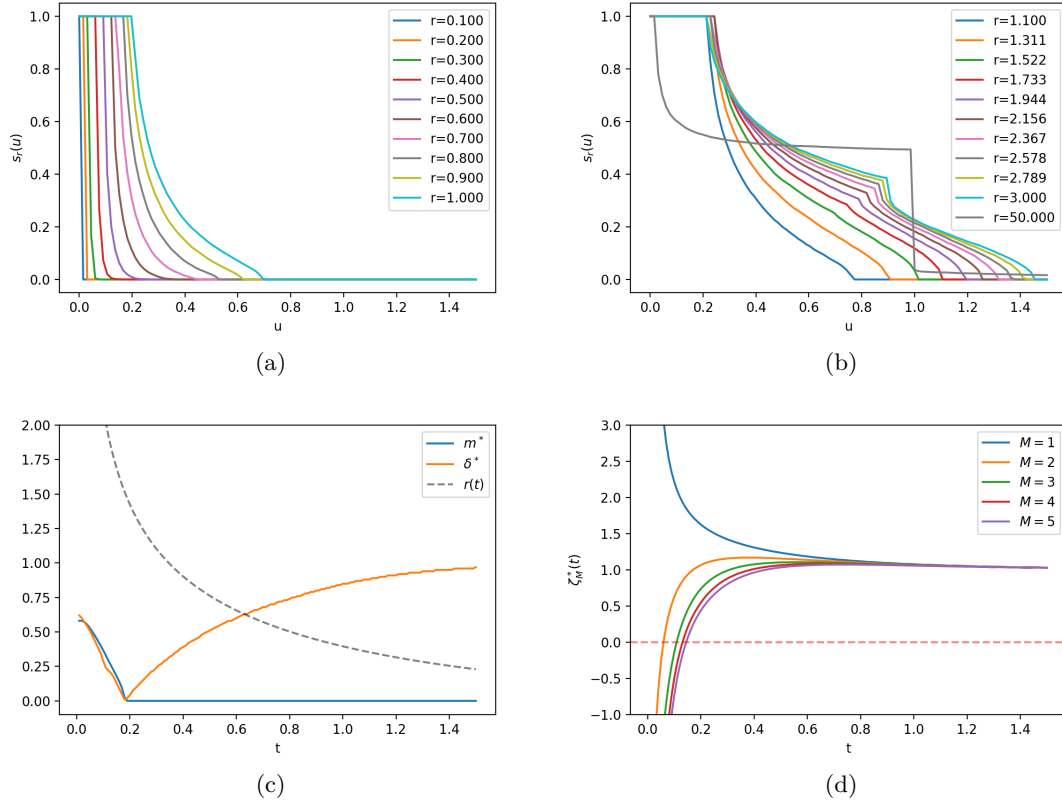 1.0
0.8
0.6
0.4
0.2
0.0
s_r(u)
0.0 0.2 0.4 0.6 0.8 1.0 1.2 1.4
u
r=0.100
r=0.200
r=0.300
r=0.400
r=0.500
r=0.600
r=0.700
r=0.800
r=0.900
r=1.000
(a)
1.0
0.8
0.6
0.4
0.2
0.0
s_r(u)
0.0 0.2 0.4 0.6 0.8 1.0 1.2 1.4
u
r=1.100
r=1.311
r=1.522
r=1.733
r=1.944
r=2.156
r=2.367
r=2.578
r=2.789
r=3.000
r=50.000
(b)
2.00
1.75
1.50
1.25
1.00
0.75
0.50
0.25
0.00
0.0 0.2 0.4 0.6 0.8 1.0 1.2 1.4
t
m*
δ*
r(t)
(c)
3.0
2.5
2.0
1.5
1.0
0.5
0.0
−0.5
−1.0
ζ*_M(t)
0.0 0.2 0.4 0.6 0.8 1.0 1.2 1.4
t
M = 1
M = 2
M = 3
M = 4
M = 5
(d)